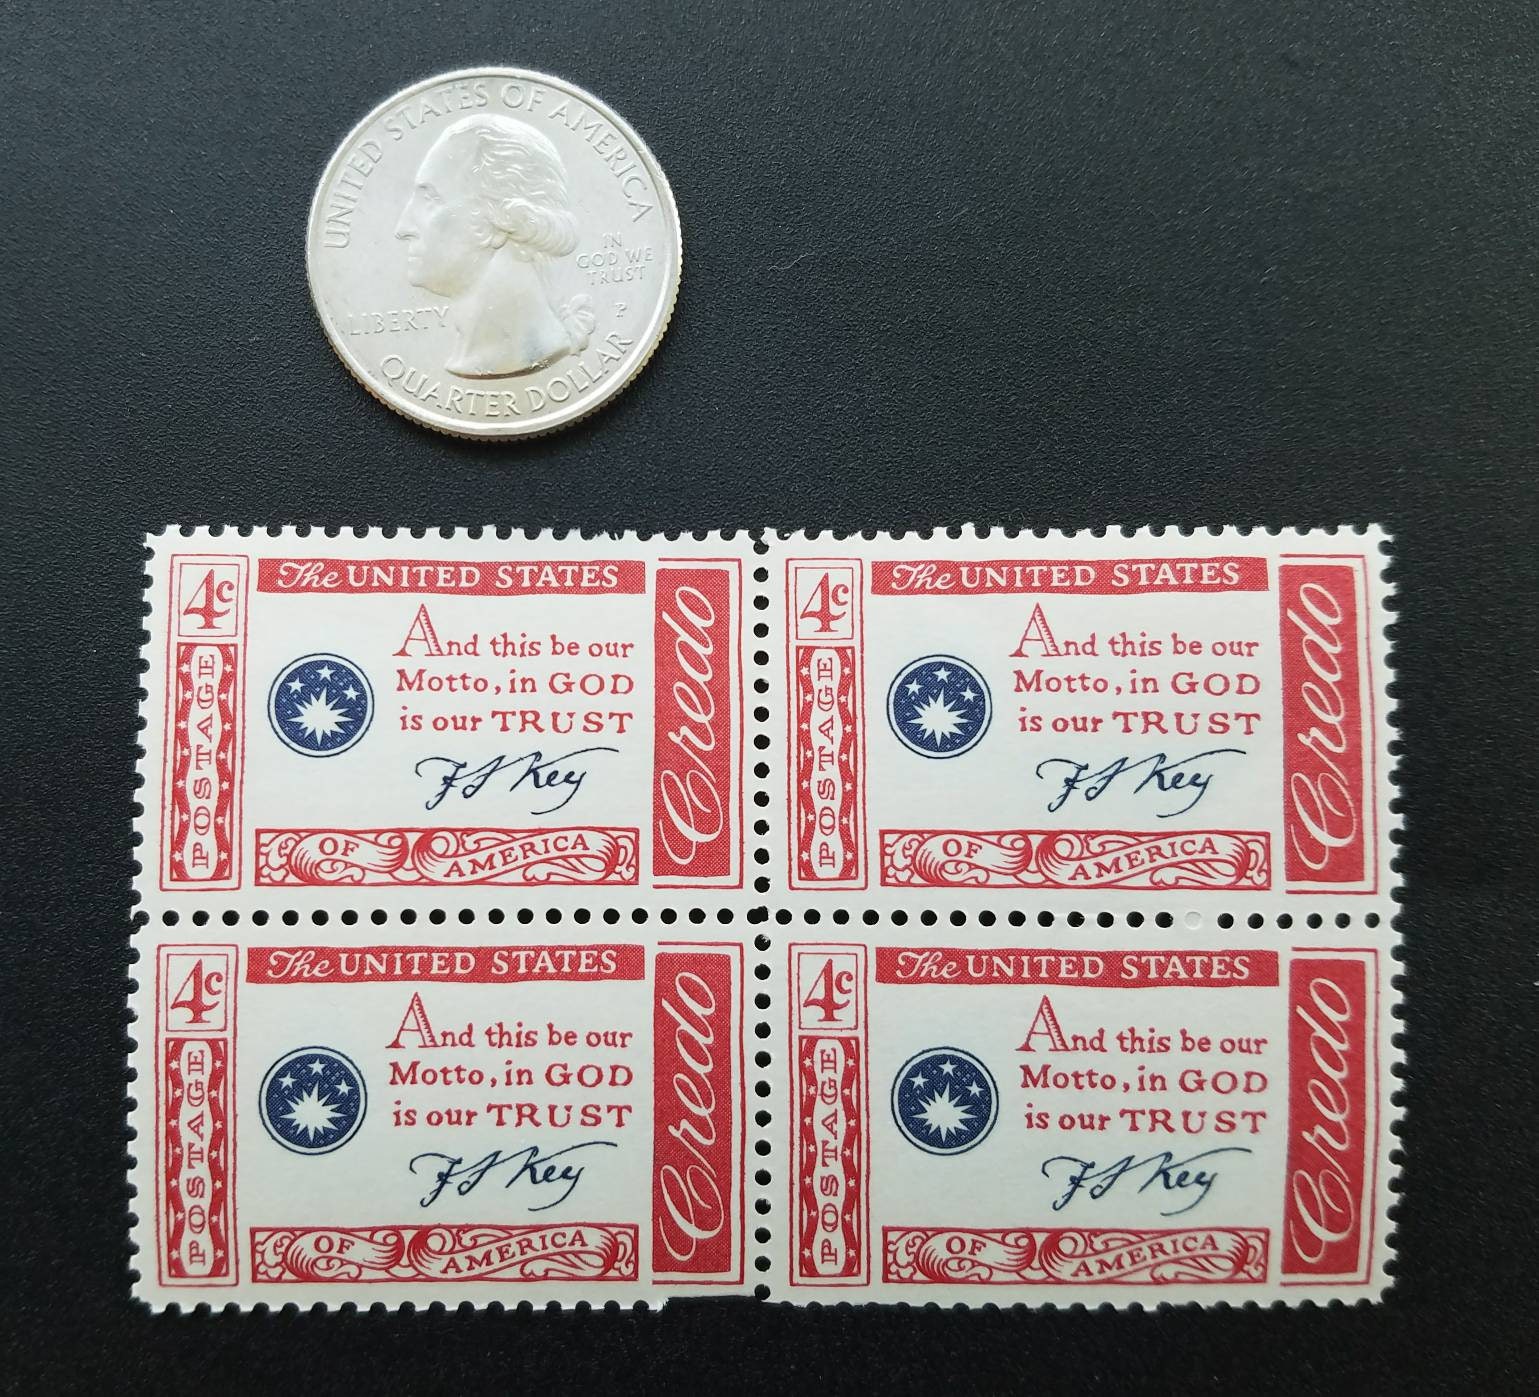 UNITED STATES OF AMERICA
IN
GOD WE
TRUST
LIBERTY
P
QUARTER DOLLAR
4c
POSTAGE
The UNITED STATES
And this be our
Motto, in GOD
is our TRUST
F S Key
OF AMERICA
Credo
4c
POSTAGE
The UNITED STATES
And this be our
Motto, in GOD
is our TRUST
F S Key
OF AMERICA
Credo
4c
POSTAGE
The UNITED STATES
And this be our
Motto, in GOD
is our TRUST
F S Key
OF AMERICA
Credo
4c
POSTAGE
The UNITED STATES
And this be our
Motto, in GOD
is our TRUST
F S Key
OF AMERICA
Credo